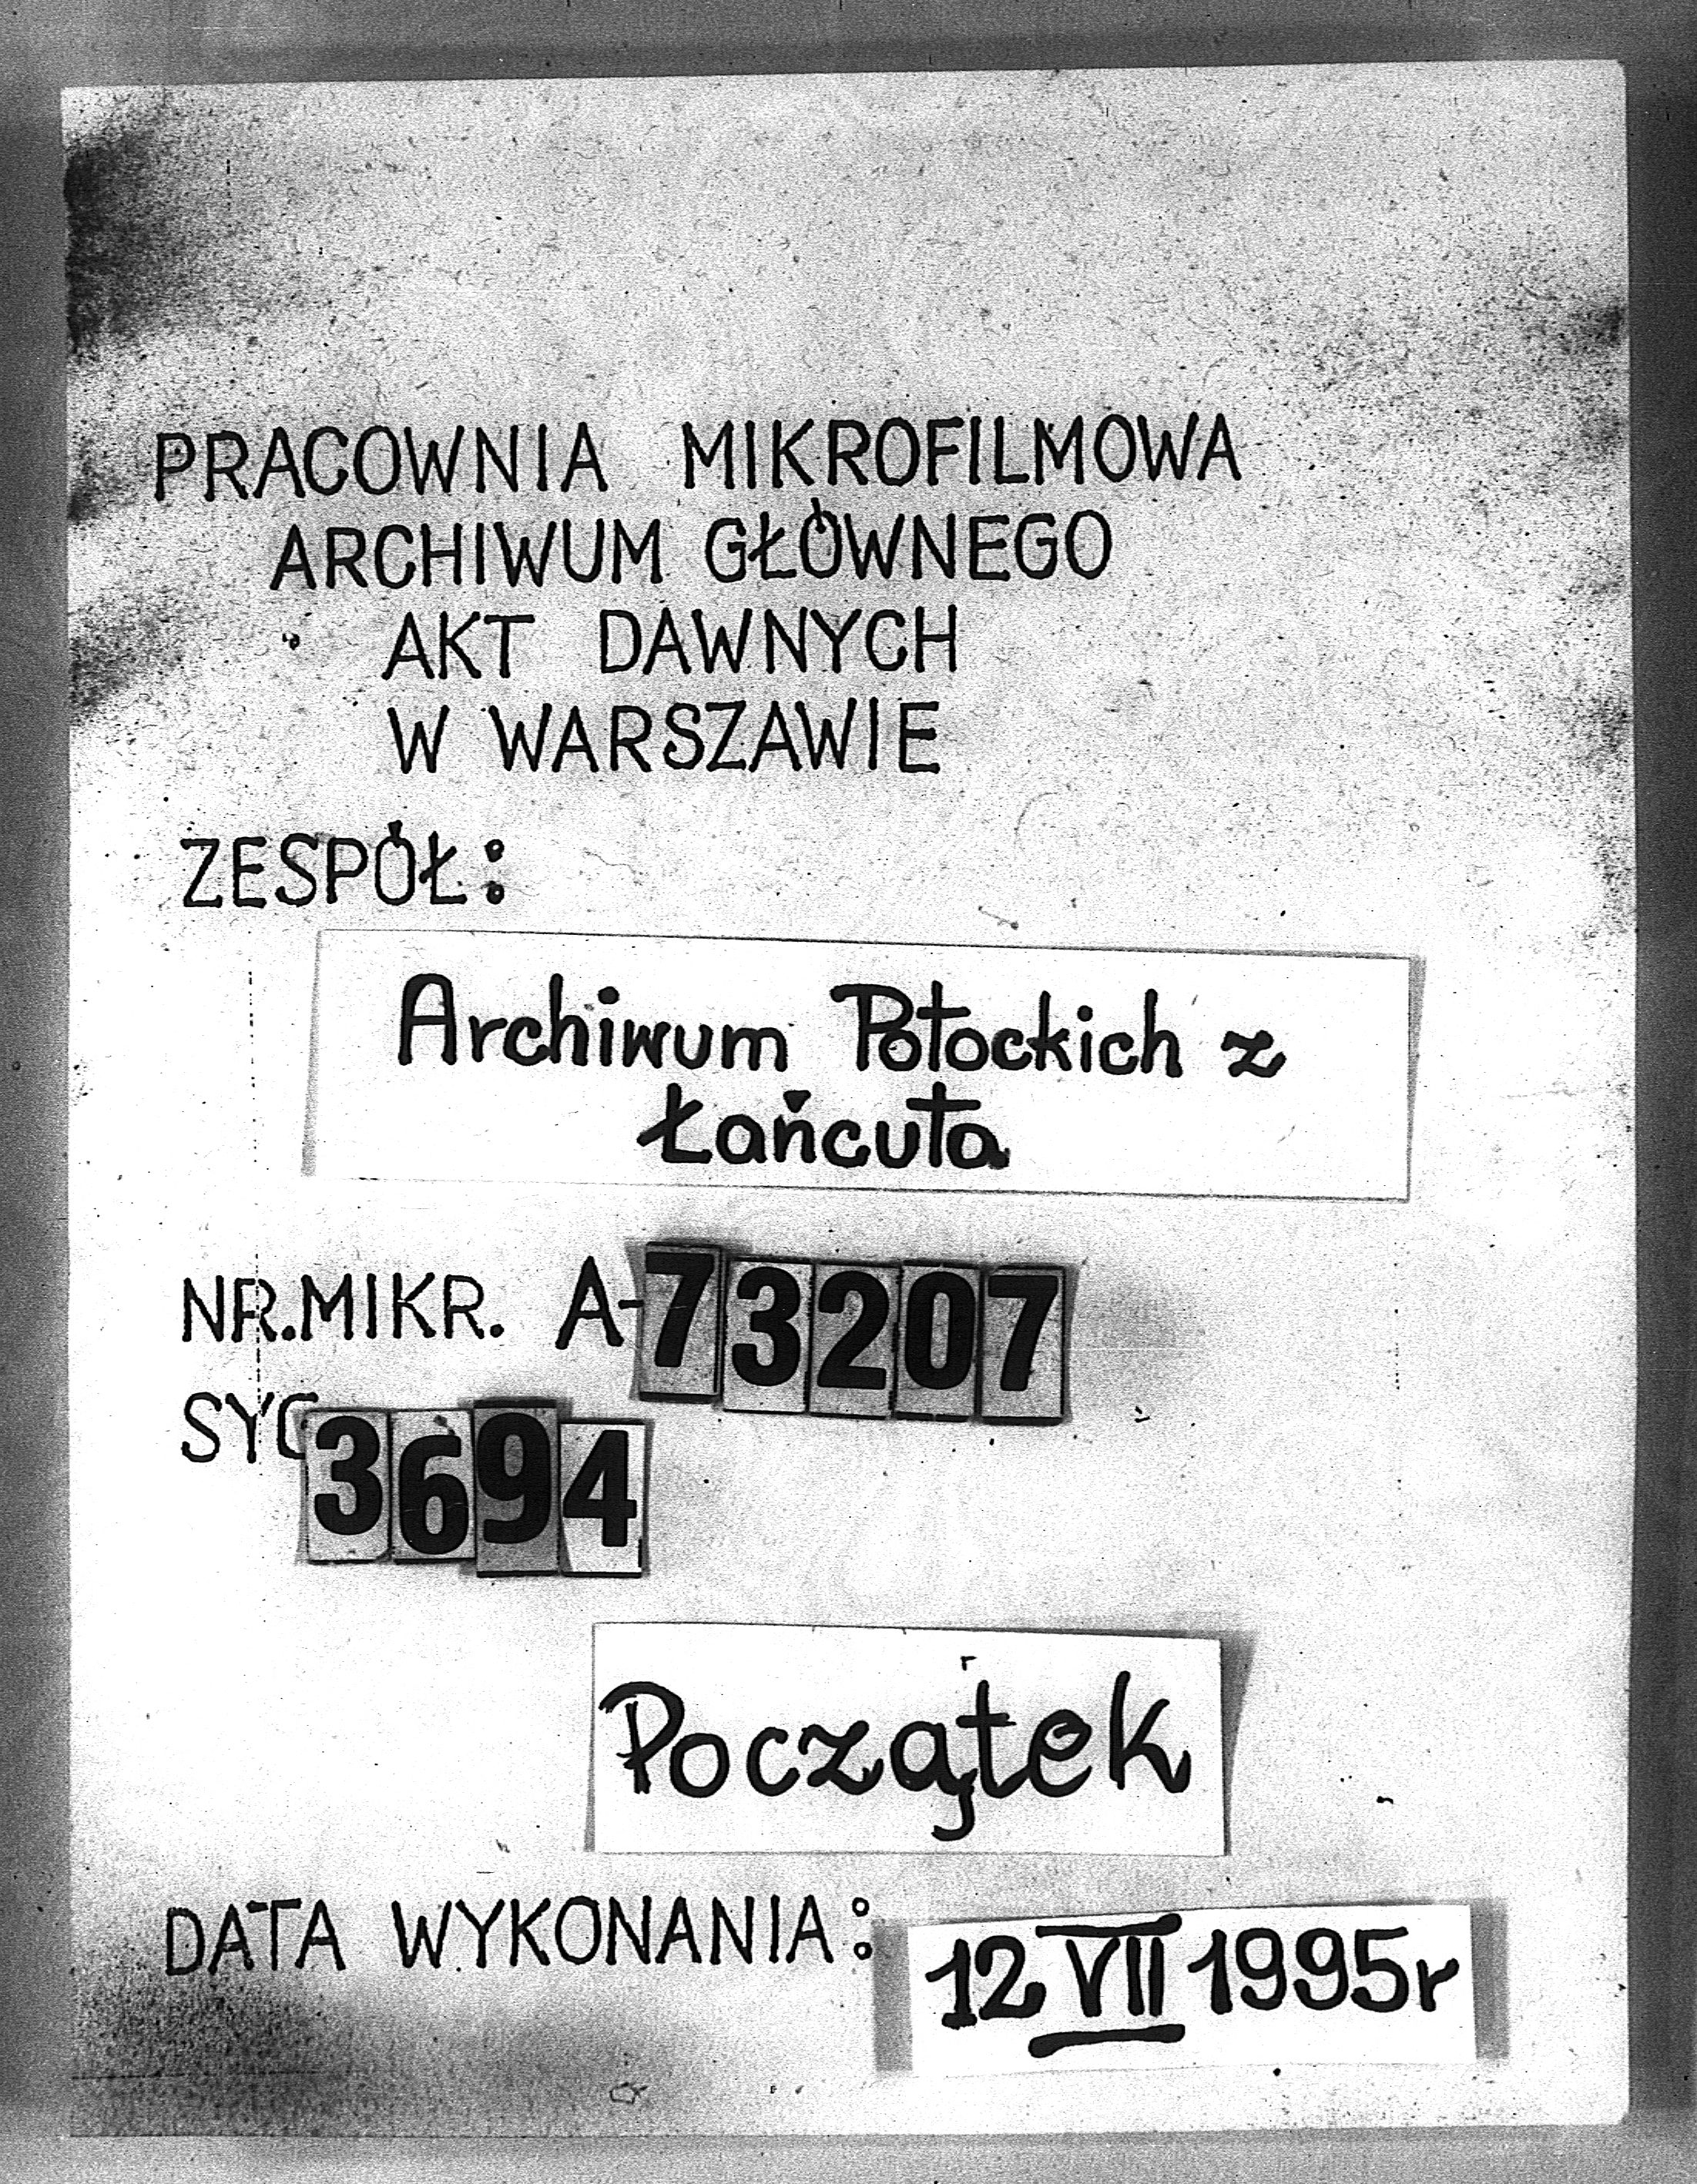 PRACOWNIA MIKROFILMOWA
ARCHIWUM GŁÓWNEGO
AKT DAWNYCH
W WARSZAWIE
ZESPÓŁ:
Archiwum Potockich z
Łańcuta
NR.MIKR. A-73207
SYG 3694
Początek
DATA WYKONANIA: 12 VII 1995r